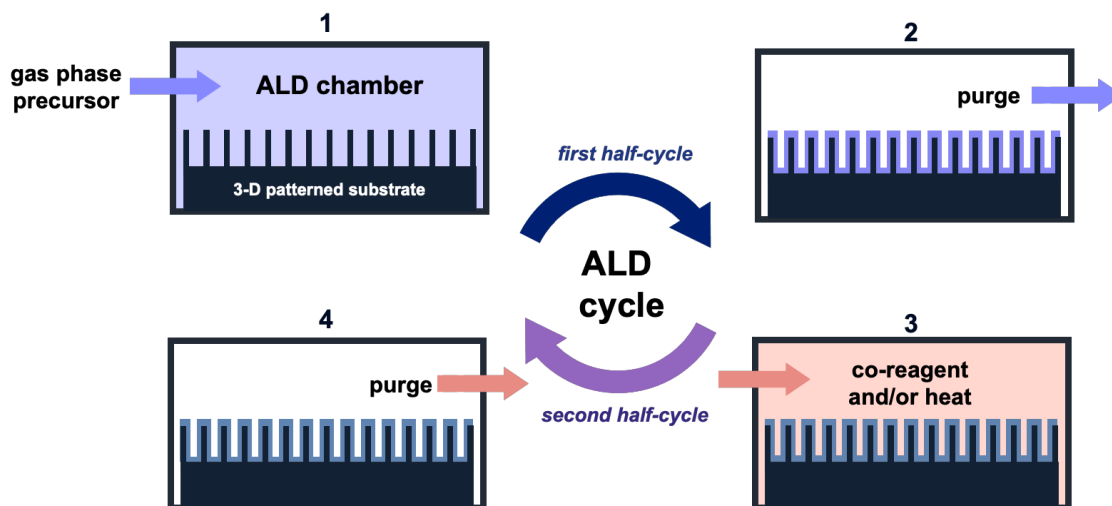 1
gas phase
precursor
ALD chamber
3-D patterned substrate
2
purge
first half-cycle
ALD
cycle
second half-cycle
3
co-reagent
and/or heat
4
purge